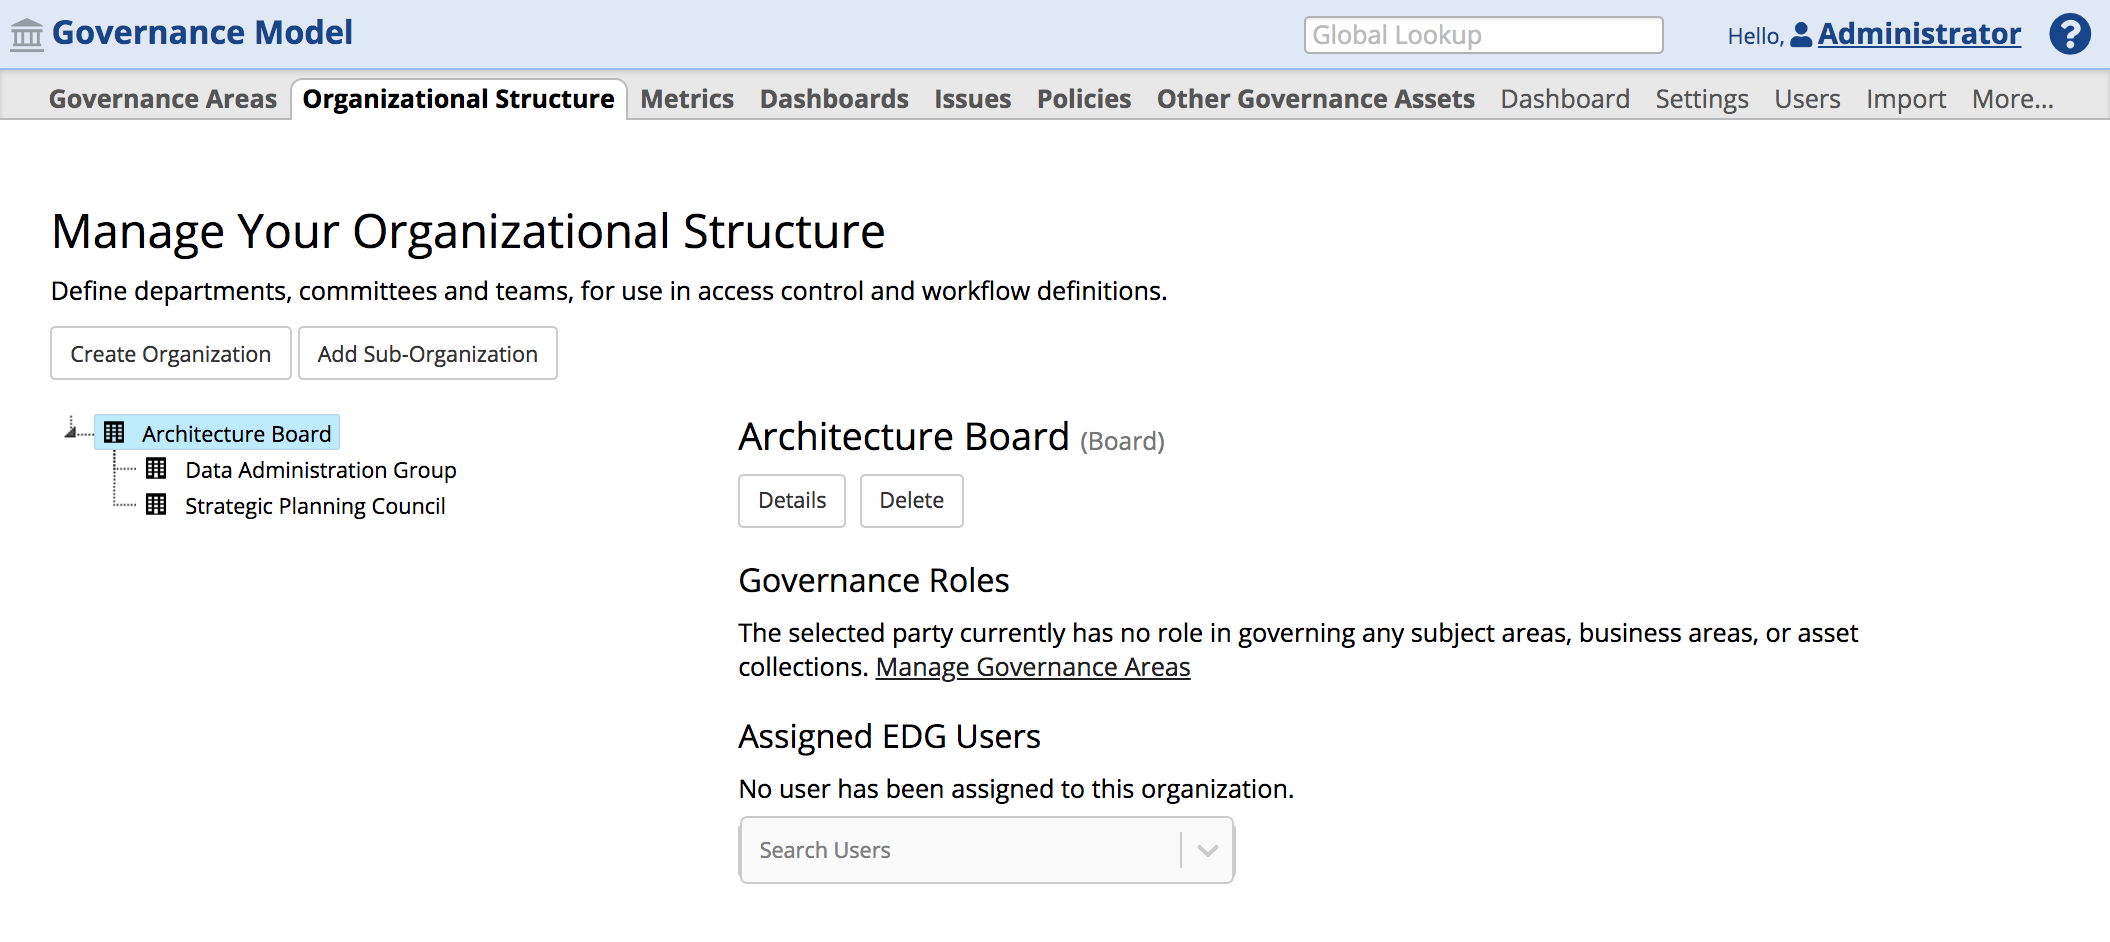 Governance Model
Global Lookup
Hello, Administrator
?
Governance Areas Organizational Structure Metrics Dashboards Issues Policies Other Governance Assets Dashboard Settings Users Import More...
Manage Your Organizational Structure
Define departments, committees and teams, for use in access control and workflow definitions.
Create Organization Add Sub-Organization
Architecture Board
Data Administration Group
Strategic Planning Council
Architecture Board (Board)
Details Delete
Governance Roles
The selected party currently has no role in governing any subject areas, business areas, or asset
collections. Manage Governance Areas
Assigned EDG Users
No user has been assigned to this organization.
Search Users